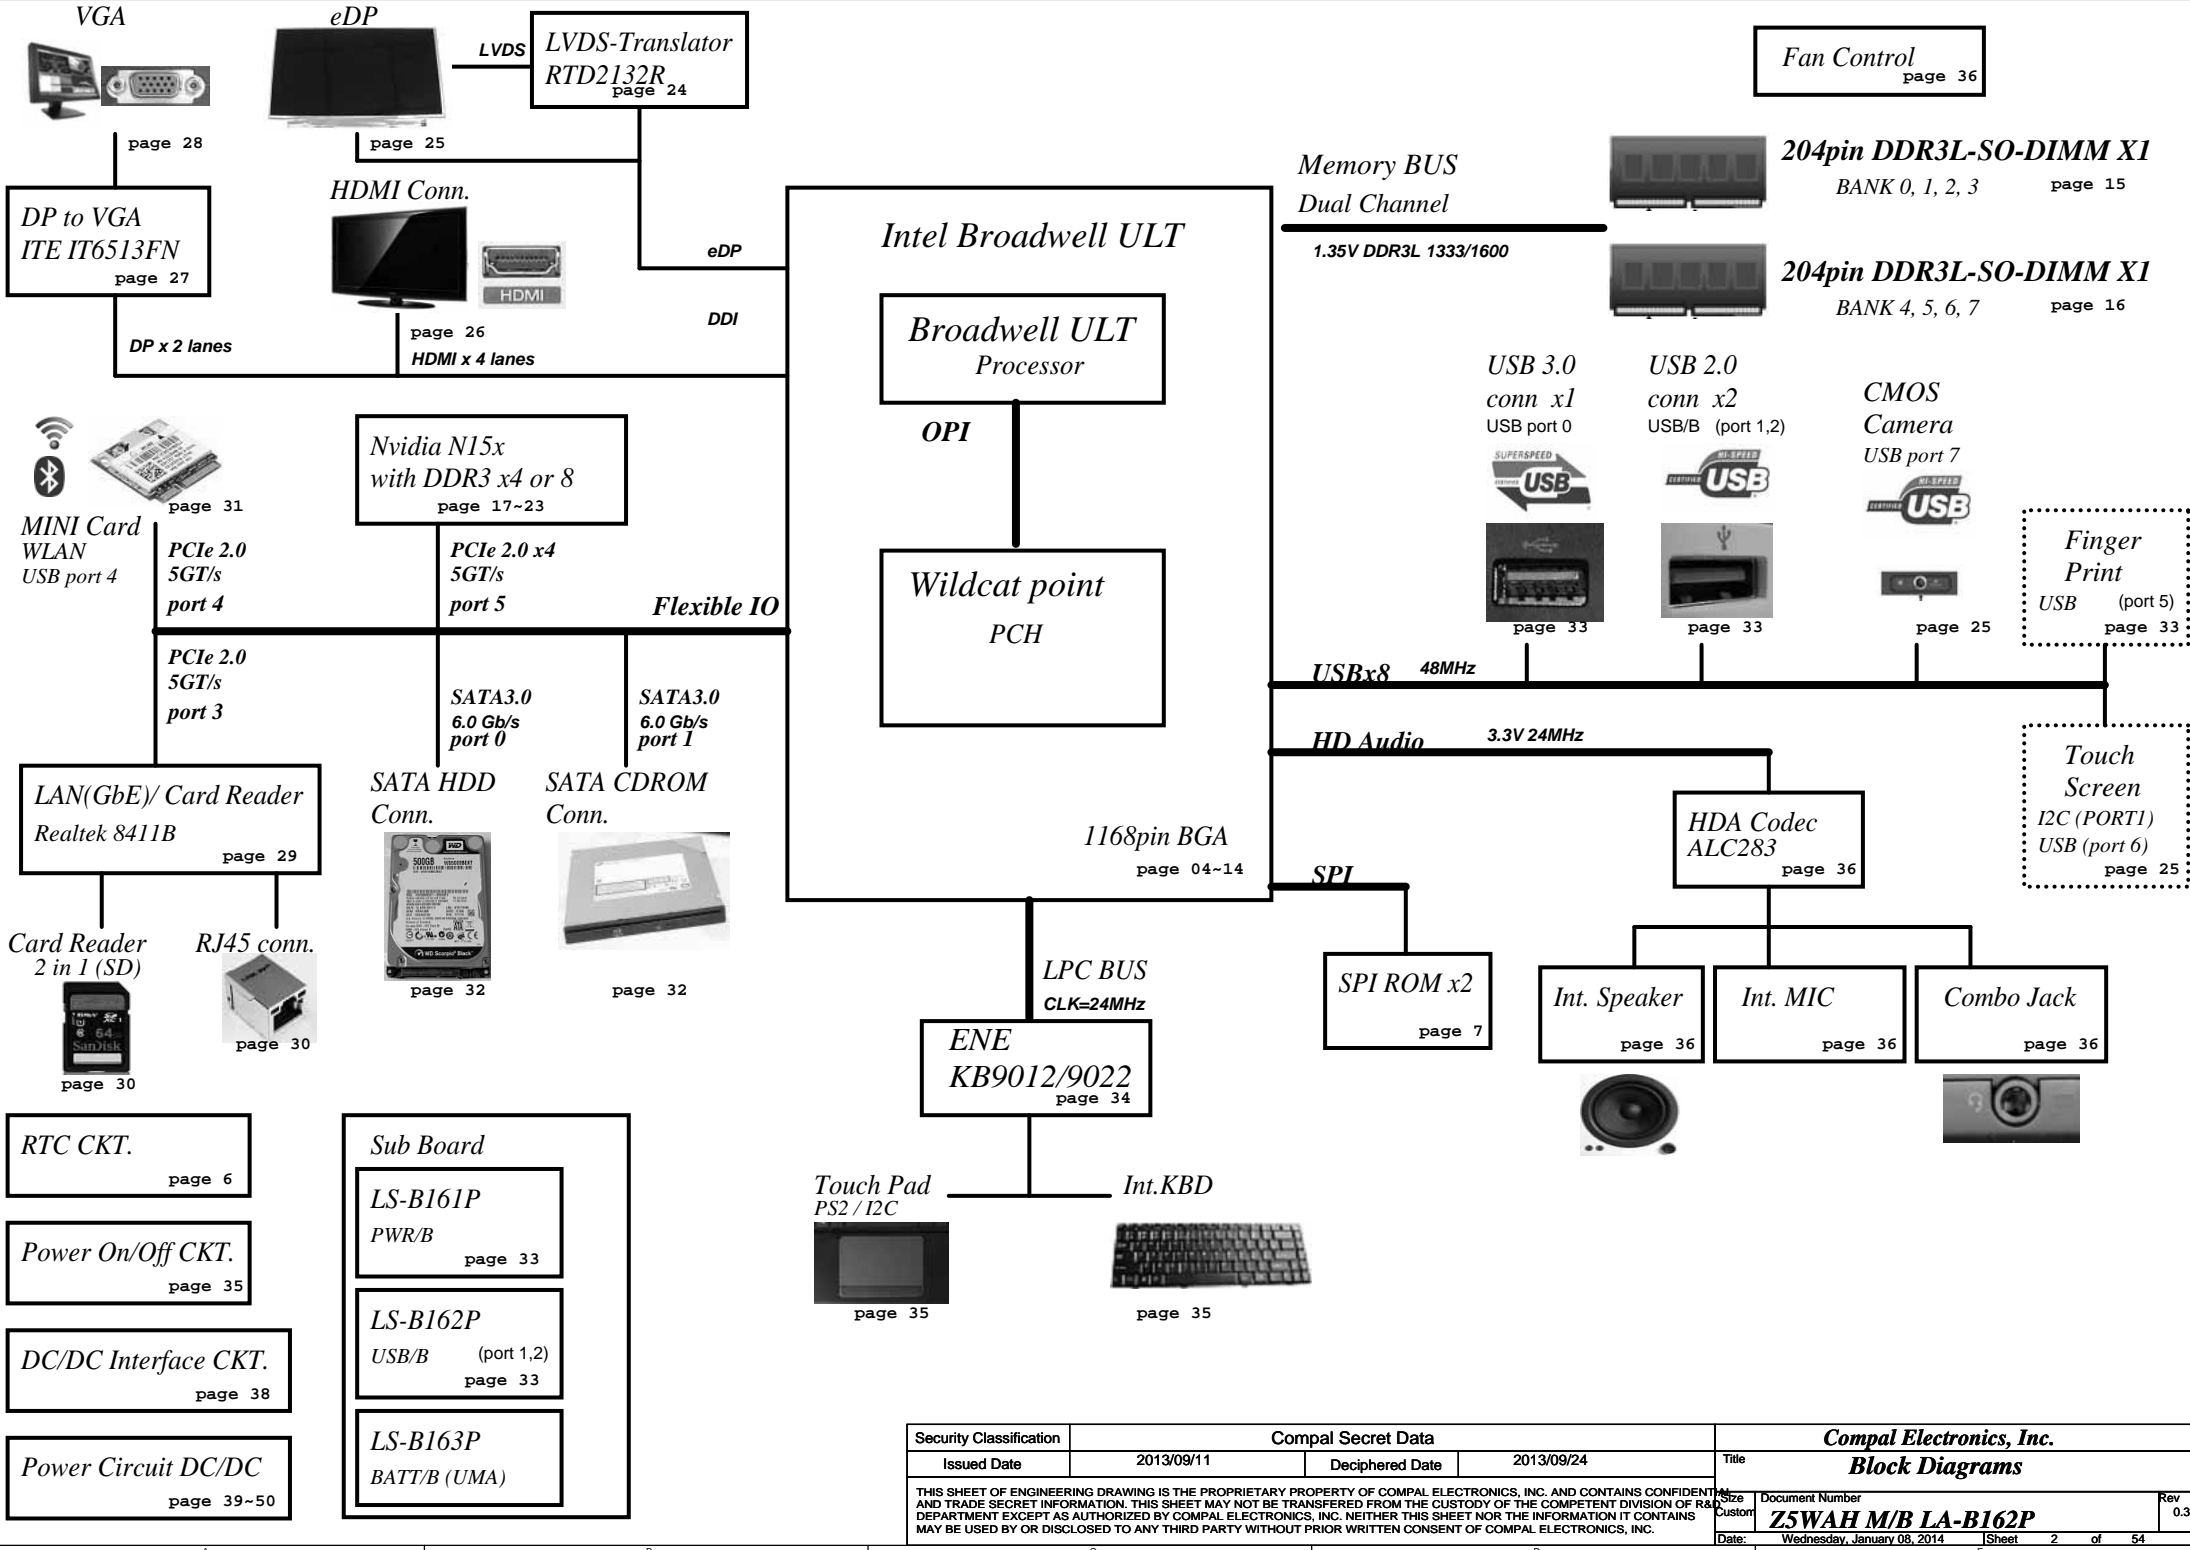 VGA
page 28
eDP
page 25
LVDS
LVDS-Translator
RTD2132R
page 24
Fan Control
page 36
DP to VGA
ITE IT6513FN
page 27
HDMI Conn.
HDMI
page 26
DP x 2 lanes
HDMI x 4 lanes
eDP
DDI
Intel Broadwell ULT
Broadwell ULT
Processor
OPI
Wildcat point
PCH
1168pin BGA
page 04~14
Memory BUS
Dual Channel
1.35V DDR3L 1333/1600
204pin DDR3L-SO-DIMM X1
BANK 0, 1, 2, 3
page 15
204pin DDR3L-SO-DIMM X1
BANK 4, 5, 6, 7
page 16
USB 3.0
conn x1
USB port 0
SUPERSPEED
CERTIFIED
USB
page 33
USB 2.0
conn x2
USB/B (port 1,2)
HI-SPEED
CERTIFIED
USB
page 33
CMOS
Camera
USB port 7
HI-SPEED
CERTIFIED
USB
page 25
Finger
Print
USB (port 5)
page 33
USBx8
48MHz
Touch
Screen
I2C (PORT1)
USB (port 6)
page 25
HD Audio
3.3V 24MHz
HDA Codec
ALC283
page 36
Int. Speaker
page 36
Int. MIC
page 36
Combo Jack
page 36
SPI
SPI ROM x2
page 7
LPC BUS
CLK=24MHz
ENE
KB9012/9022
page 34
Touch Pad
PS2 / I2C
page 35
Int.KBD
page 35
page 31
MINI Card
WLAN
USB port 4
PCIe 2.0
5GT/s
port 4
Nvidia N15x
with DDR3 x4 or 8
page 17~23
PCIe 2.0 x4
5GT/s
port 5
Flexible IO
PCIe 2.0
5GT/s
port 3
SATA3.0
6.0 Gb/s
port 0
SATA3.0
6.0 Gb/s
port 1
LAN(GbE)/ Card Reader
Realtek 8411B
page 29
SATA HDD
Conn.
WD
500GB
WD Scorpio Black
page 32
SATA CDROM
Conn.
page 32
Card Reader
2 in 1 (SD)
64
SanDisk
page 30
RJ45 conn.
page 30
RTC CKT.
page 6
Power On/Off CKT.
page 35
DC/DC Interface CKT.
page 38
Power Circuit DC/DC
page 39~50
Sub Board
LS-B161P
PWR/B
page 33
LS-B162P
USB/B (port 1,2)
page 33
LS-B163P
BATT/B (UMA)
Security Classification
Compal Secret Data
Issued Date
2013/09/11
Deciphered Date
2013/09/24
THIS SHEET OF ENGINEERING DRAWING IS THE PROPRIETARY PROPERTY OF COMPAL ELECTRONICS, INC. AND CONTAINS CONFIDENTIAL
AND TRADE SECRET INFORMATION. THIS SHEET MAY NOT BE TRANSFERED FROM THE CUSTODY OF THE COMPETENT DIVISION OF R&D
DEPARTMENT EXCEPT AS AUTHORIZED BY COMPAL ELECTRONICS, INC. NEITHER THIS SHEET NOR THE INFORMATION IT CONTAINS
MAY BE USED BY OR DISCLOSED TO ANY THIRD PARTY WITHOUT PRIOR WRITTEN CONSENT OF COMPAL ELECTRONICS, INC.
Compal Electronics, Inc.
Title
Block Diagrams
Size
Custom
Document Number
Z5WAH M/B LA-B162P
Rev
0.3
Date:
Wednesday, January 08, 2014
Sheet 2 of 54